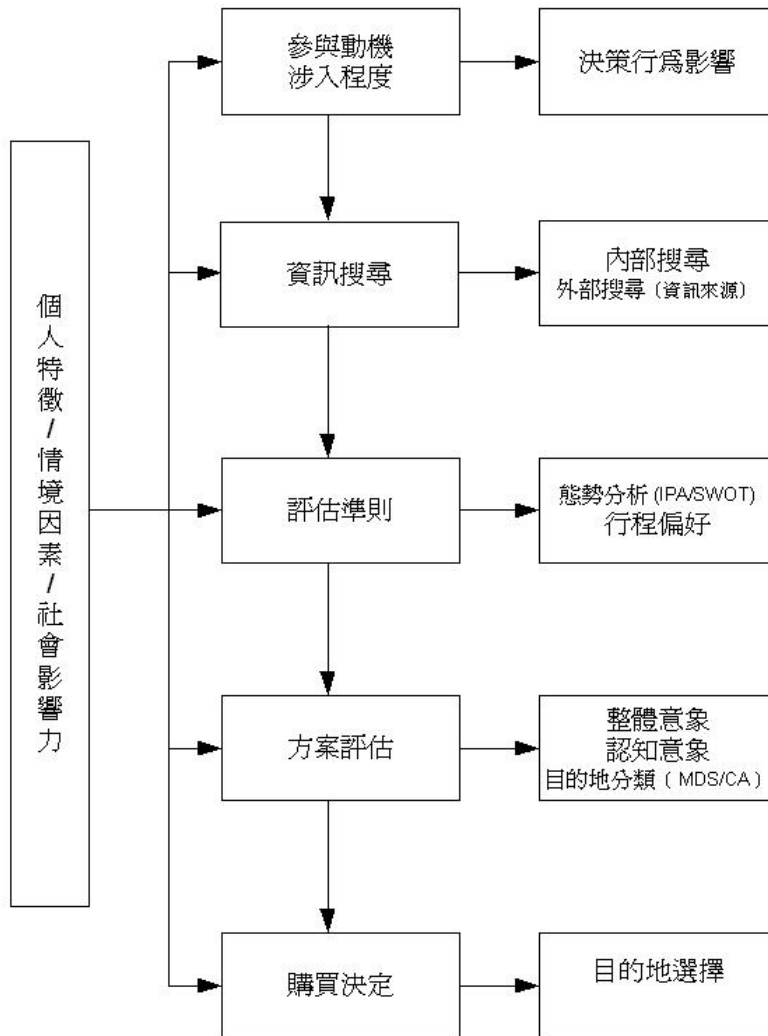 參與動機
涉入程度
決策行爲影響
資訊搜尋
內部搜尋
外部搜尋〔資訊來源〕
個人特徵/情境因素/社會影響力
評估準則
態勢分析(IPA/SWOT)
行程偏好
方案評估
整體意象
認知意象
目的地分類〔MDS/CA〕
購買決定
目的地選擇